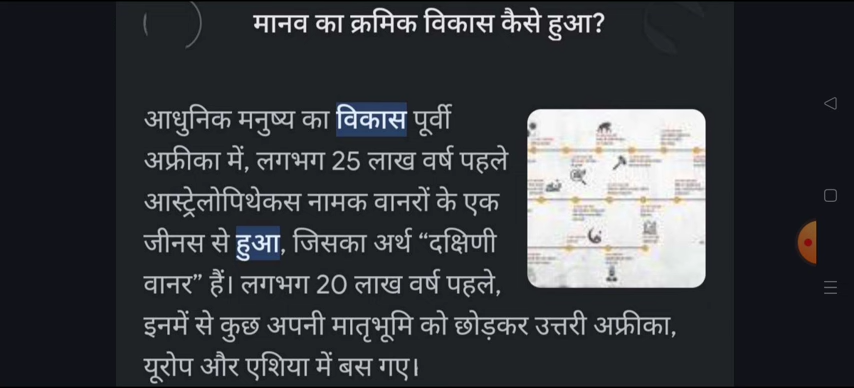 मानव का क्रमिक विकास कैसे हुआ?
आधुनिक मनुष्य का विकास पूर्वी
अफ्रीका में, लगभग 25 लाख वर्ष पहले
आस्ट्रेलोपिथेकस नामक वानरों के एक
जीनस से हुआ, जिसका अर्थ “दक्षिणी
वानर” हैं। लगभग 20 लाख वर्ष पहले,
इनमें से कुछ अपनी मातृभूमि को छोड़कर उत्तरी अफ्रीका,
यूरोप और एशिया में बस गए।